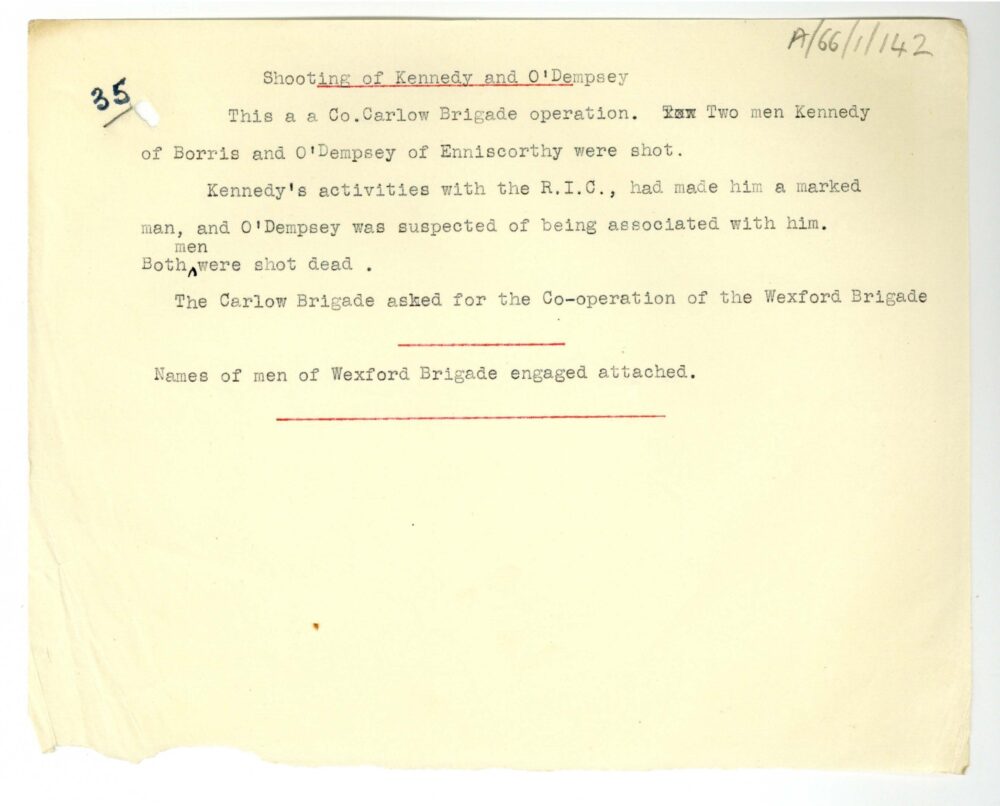 A/66/1/142
35
Shooting of Kennedy and O'Dempsey
This a a Co.Carlow Brigade operation. Two men Kennedy
of Borris and O'Dempsey of Enniscorthy were shot.
Kennedy's activities with the R.I.C., had made him a marked
man, and O'Dempsey was suspected of being associated with him.
men
Both were shot dead .
The Carlow Brigade asked for the Co-operation of the Wexford Brigade
Names of men of Wexford Brigade engaged attached.